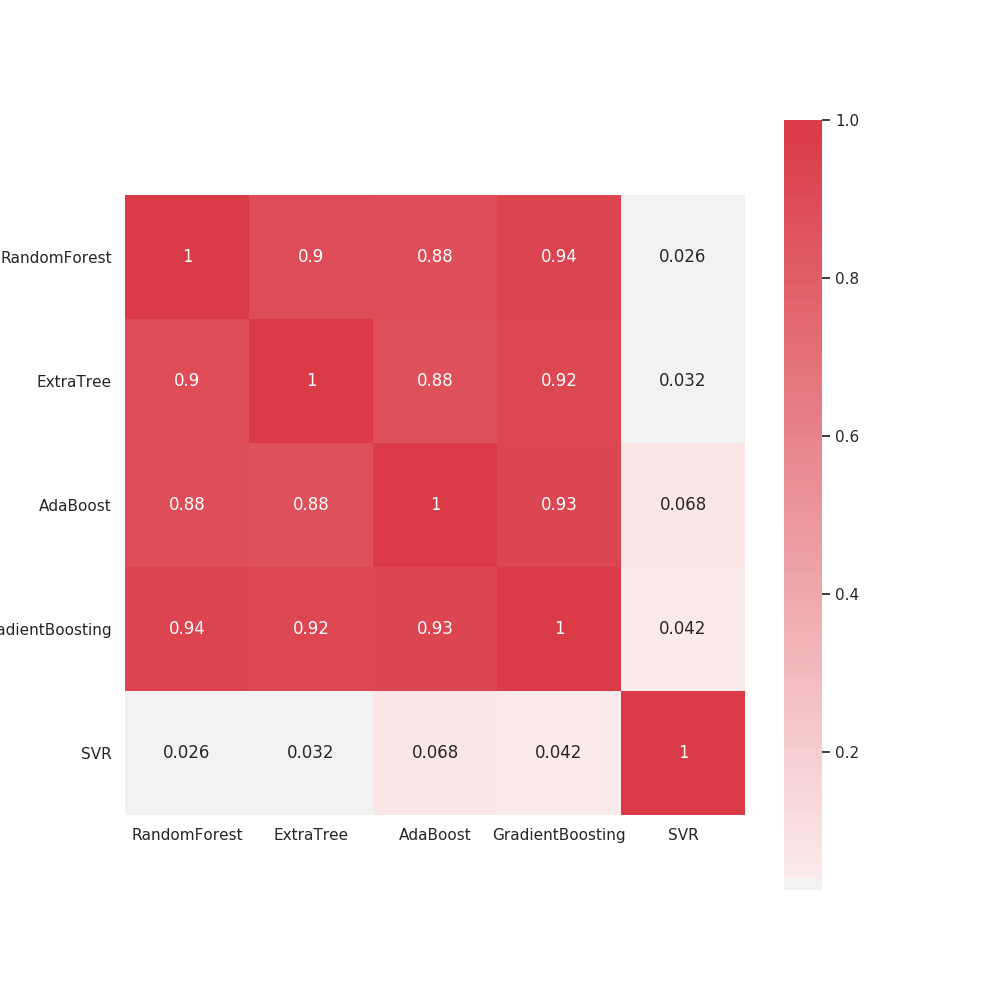 1.0
RandomForest 1 0.9 0.88 0.94 0.026
0.8
ExtraTree 0.9 1 0.88 0.92 0.032
0.6
AdaBoost 0.88 0.88 1 0.93 0.068
0.4
adientBoosting 0.94 0.92 0.93 1 0.042
SVR 0.026 0.032 0.068 0.042 1
0.2
RandomForest ExtraTree AdaBoost GradientBoosting SVR